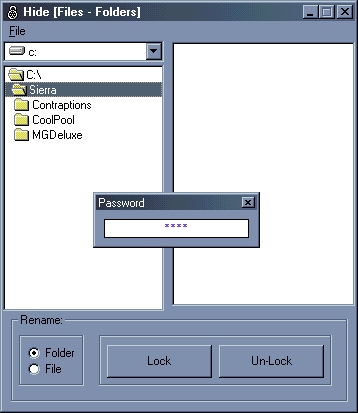 Hide [Files - Folders]
File
c:
C:\
Sierra
Contraptions
CoolPool
MGDeluxe
Password
****
Rename:
Folder
File
Lock
Un-Lock